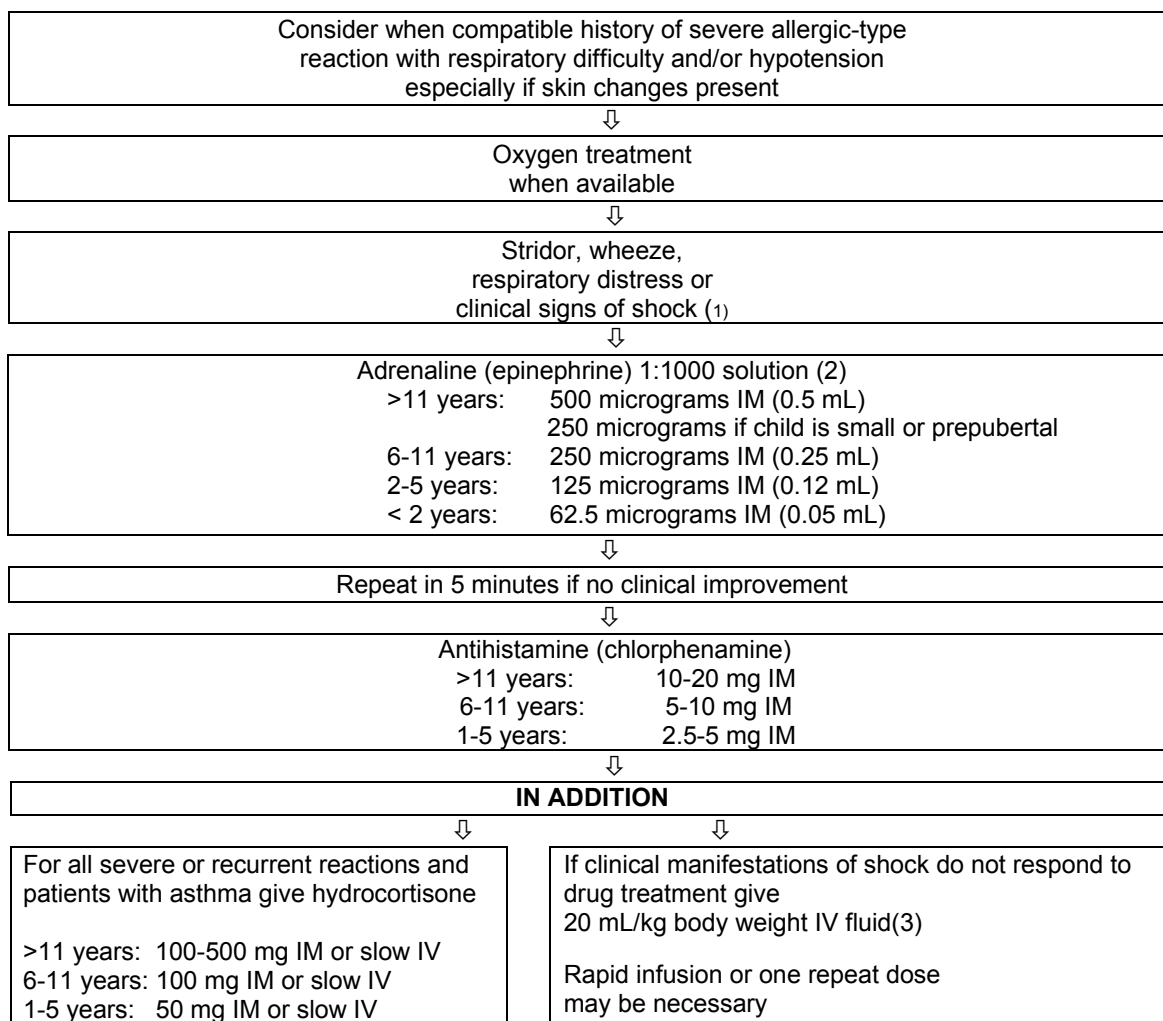 Consider when compatible history of severe allergic-type
reaction with respiratory difficulty and/or hypotension
especially if skin changes present
⇩
Oxygen treatment
when available
⇩
Stridor, wheeze,
respiratory distress or
clinical signs of shock (1)
⇩
Adrenaline (epinephrine) 1:1000 solution (2)
>11 years: 500 micrograms IM (0.5 mL)
250 micrograms if child is small or prepubertal
6-11 years: 250 micrograms IM (0.25 mL)
2-5 years: 125 micrograms IM (0.12 mL)
< 2 years: 62.5 micrograms IM (0.05 mL)
⇩
Repeat in 5 minutes if no clinical improvement
⇩
Antihistamine (chlorphenamine)
>11 years: 10-20 mg IM
6-11 years: 5-10 mg IM
1-5 years: 2.5-5 mg IM
⇩
IN ADDITION
⇩ ⇩
For all severe or recurrent reactions and
patients with asthma give hydrocortisone
>11 years: 100-500 mg IM or slow IV
6-11 years: 100 mg IM or slow IV
1-5 years: 50 mg IM or slow IV
If clinical manifestations of shock do not respond to
drug treatment give
20 mL/kg body weight IV fluid(3)
Rapid infusion or one repeat dose
may be necessary